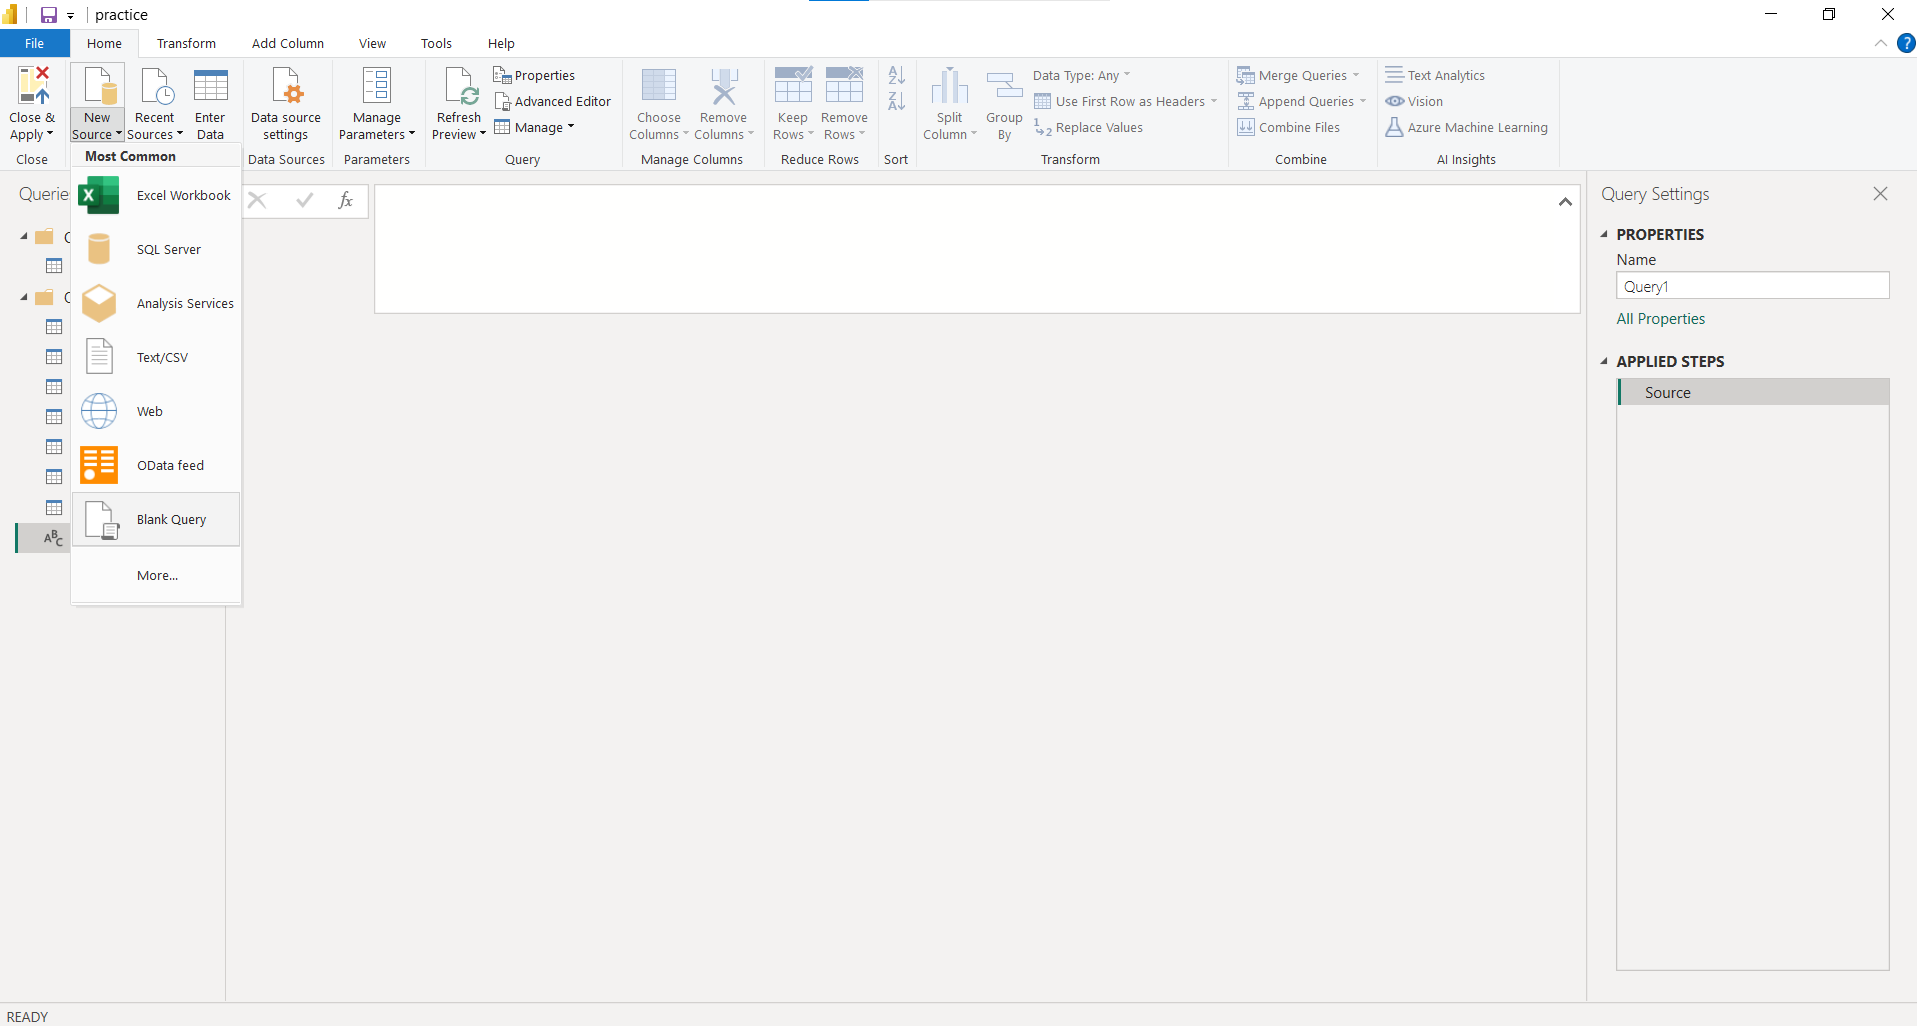 practice
File Home Transform Add Column View Tools Help
?
Close & Apply
New Source
Recent Sources
Enter Data
Data source settings
Manage Parameters
Refresh Preview
Properties
Advanced Editor
Manage
Choose Columns
Remove Columns
Keep Rows
Remove Rows
A
Z
Z
A
Split Column
Group By
Data Type: Any
Use First Row as Headers
1
2
Replace Values
Merge Queries
Append Queries
Combine Files
Text Analytics
Vision
Azure Machine Learning
Close
Data Sources
Parameters
Query
Manage Columns
Reduce Rows
Sort
Transform
Combine
AI Insights
Most Common
X
Excel Workbook
SQL Server
Analysis Services
Text/CSV
Web
OData feed
Blank Query
More...
ABC
fx
Query Settings
PROPERTIES
Name
Query1
All Properties
APPLIED STEPS
Source
READY